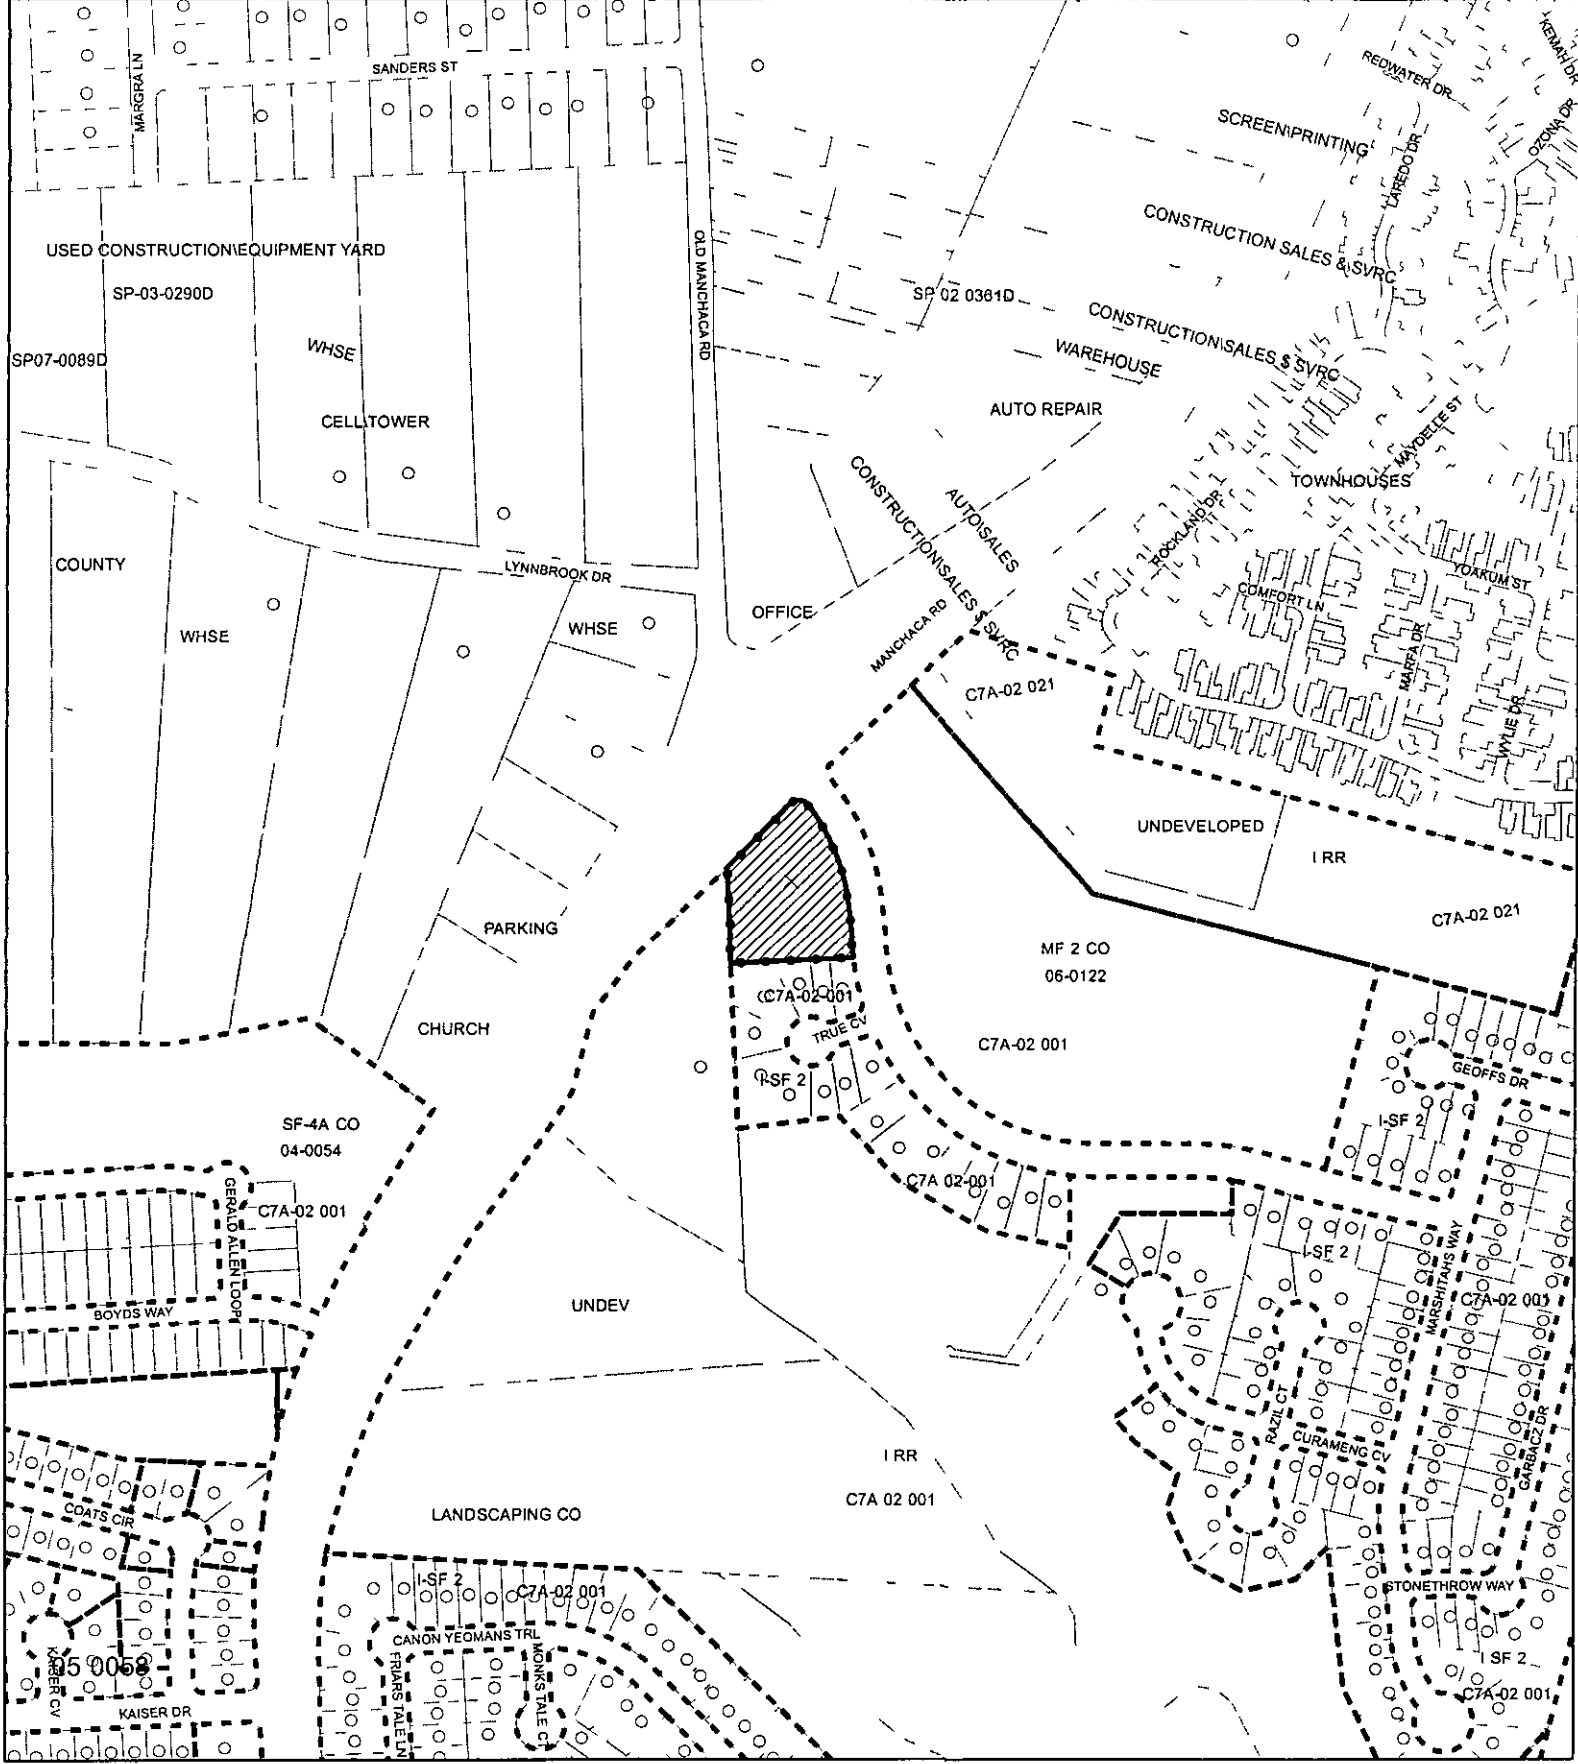 KEMAH DR
REDWATER DR
MARGRA LN
SANDERS ST
OZONA DR
SCREEN\PRINTING
LAREDO DR
CONSTRUCTION SALES & SVRC
USED CONSTRUCTION\EQUIPMENT YARD
SP-03-0290D
OLD MANCHACA RD
SP 02 0361D
CONSTRUCTION\SALES $ SVRC
WHSE
WAREHOUSE
SP07-0089D
CELL\TOWER
AUTO REPAIR
MAYDELLE ST
TOWNHOUSES
CONSTRUCTION\SALES $ SVRC
AUTO\SALES
ROCKLAND DR
COUNTY
LYNNBROOK DR
YOAKUM ST
COMFORT LN
WHSE
WHSE
OFFICE
MANCHACA RD
MARFA DR
C7A-02 021
WYLIE DR
UNDEVELOPED
I RR
C7A-02 021
PARKING
MF 2 CO
06-0122
C7A-02-001
CHURCH
TRUE CV
C7A-02 001
GEOFFS DR
I-SF 2
SF-4A CO
04-0054
I-SF 2
C7A 02-001
GERALD ALLEN LOOP
C7A-02 001
I-SF 2
MARSHITAHS WAY
C7A-02 001
UNDEV
BOYDS WAY
RAZIL CT
CURAMENG CV
GARBACZ DR
I RR
C7A 02 001
LANDSCAPING CO
COATS CIR
I-SF 2
C7A-02 001
STONETHROW WAY
CANON YEOMANS TRL
FRIARS TALE LN
MONKS TALE CT
KAISER CV
05 0068
I SF 2
C7A-02 001
KAISER DR